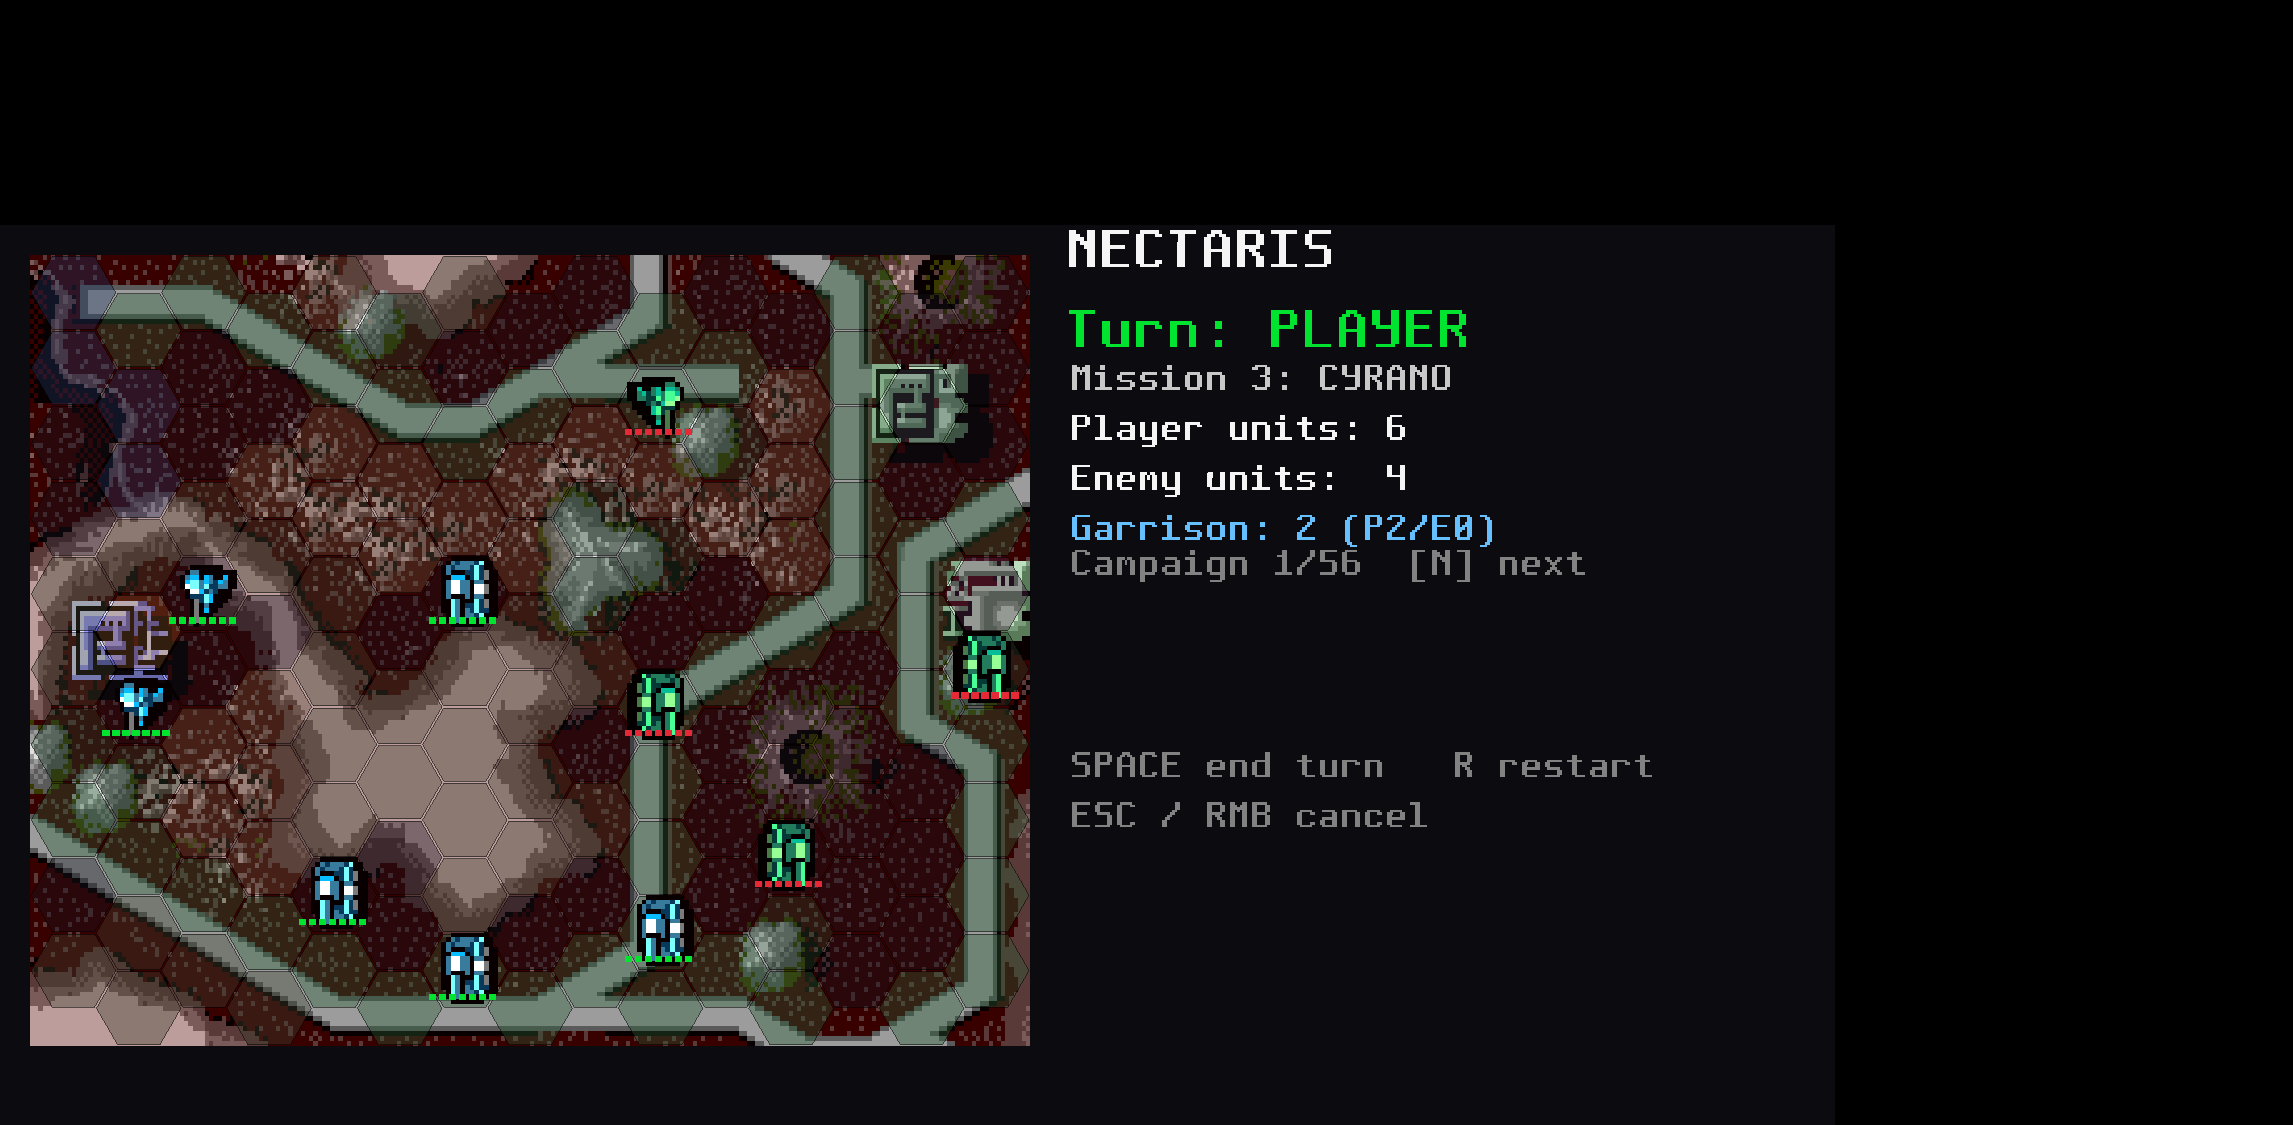 NECTARIS
Turn: PLAYER
Mission 3: CYRANO
Player units: 6
Enemy units: 4
Garrison: 2 (P2/E0)
Campaign 1/56 [N] next
SPACE end turn R restart
ESC / RMB cancel